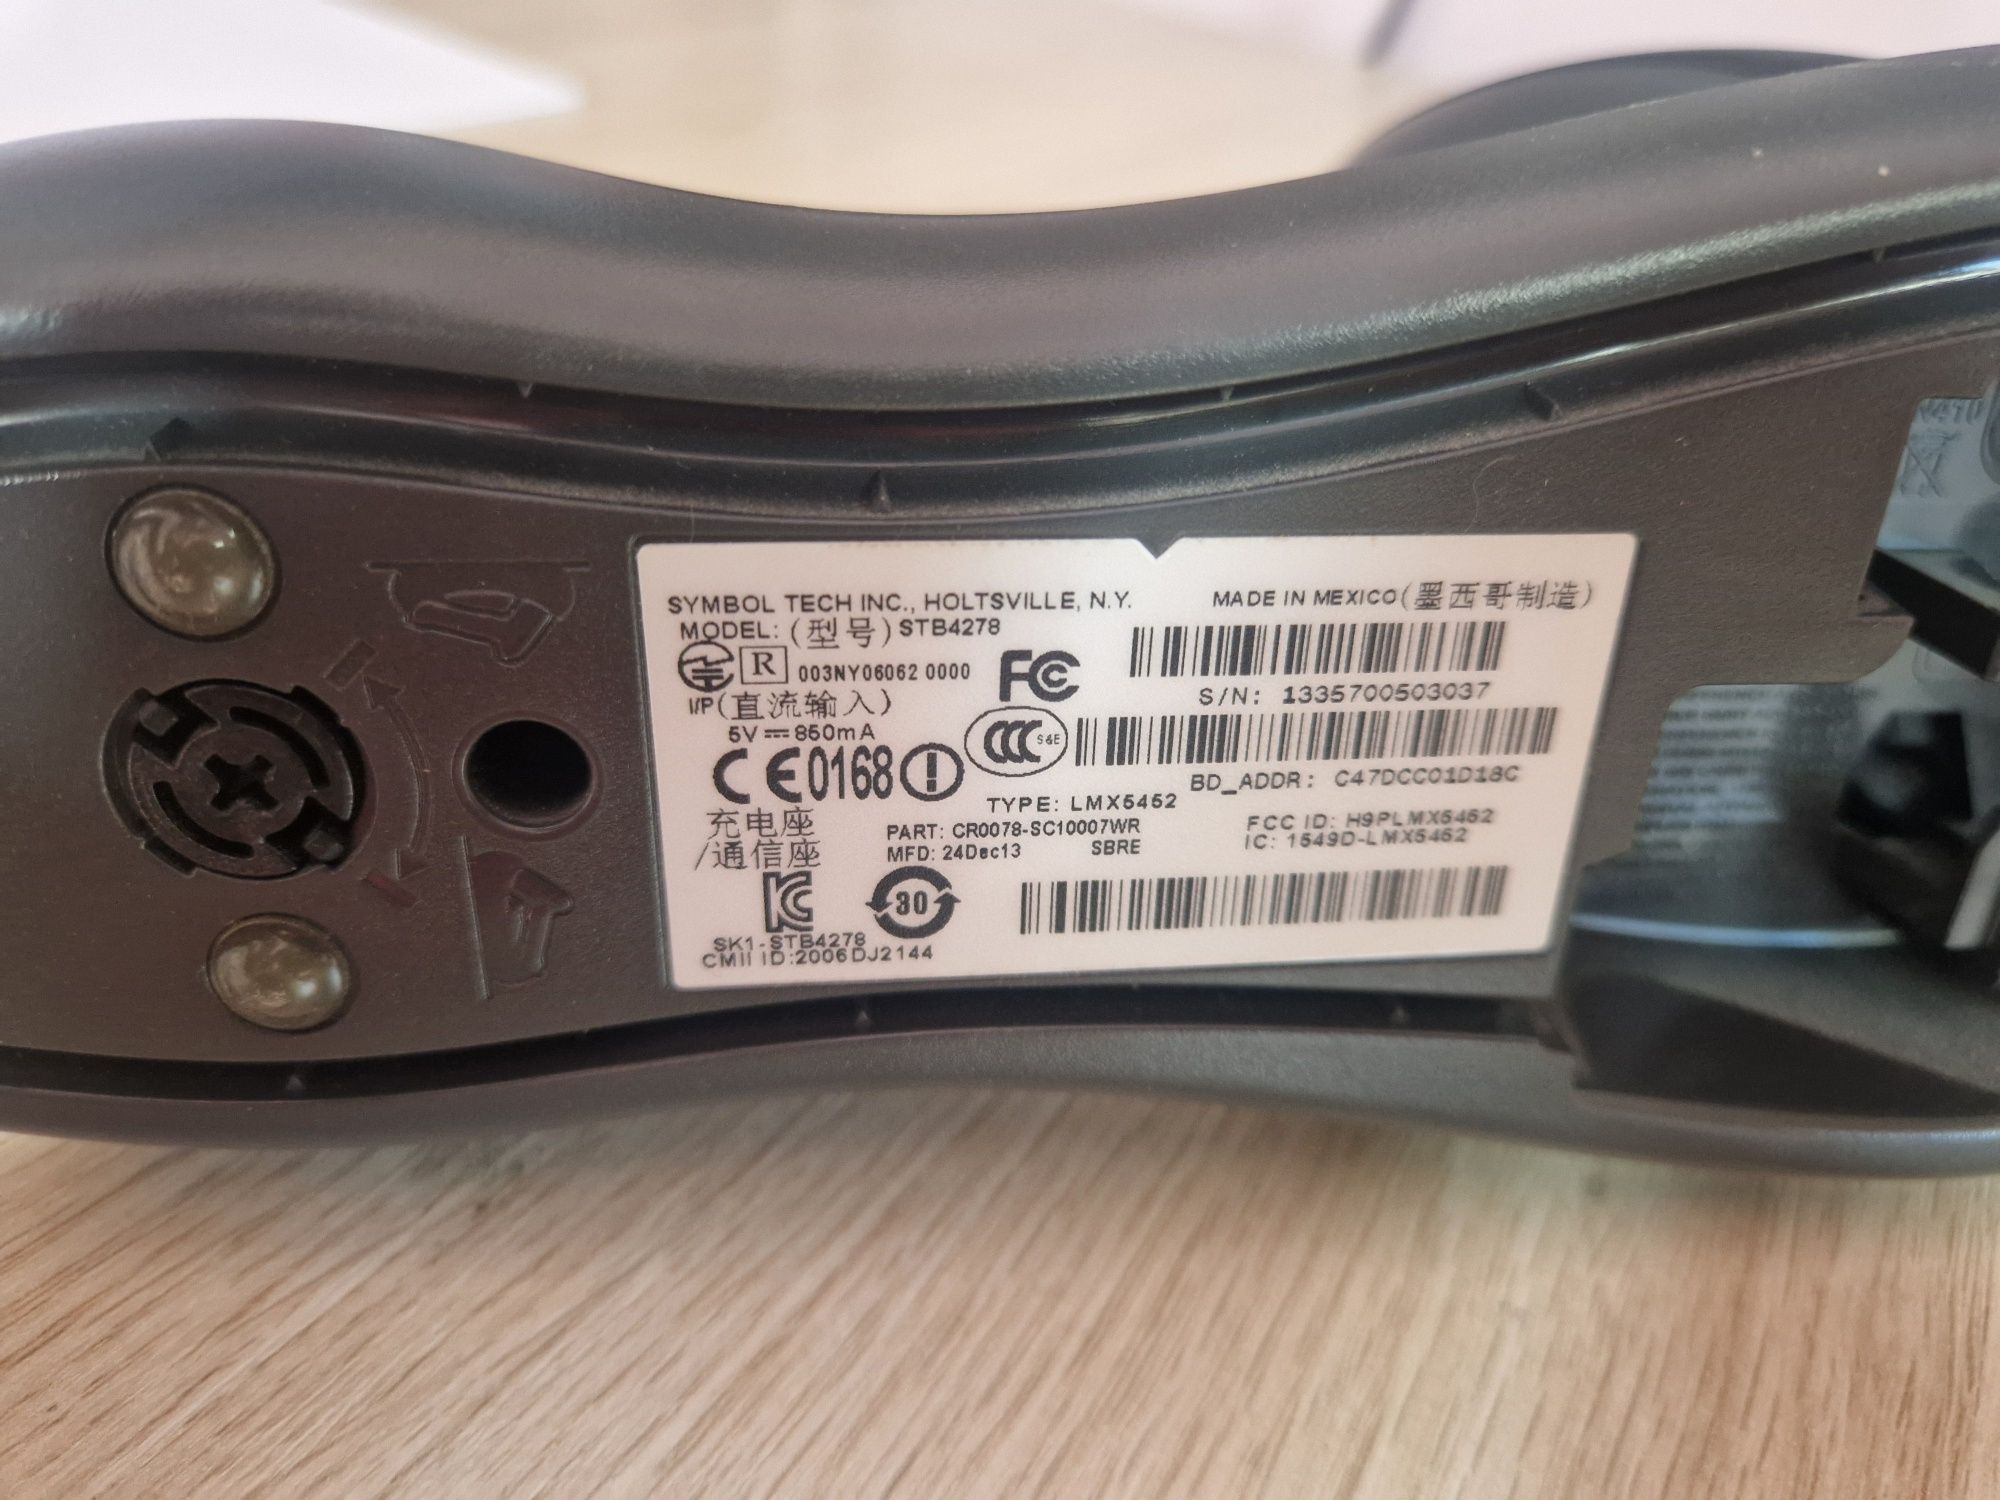 SYMBOL TECH INC., HOLTSVILLE, N.Y.
MADE IN MEXICO(墨西哥制造)
MODEL:(型号)STB4278
R 003NY06062 0000
FC
S/N: 1335700503037
I/P(直流输入)
5V 850mA
CCC S&E
CE0168
BD_ADDR: C47DCC01D18C
TYPE: LMX5452
充电座
/通信座
PART: CR0078-SC10007WR
MFD: 24Dec13 SBRE
FCC ID: H9PLMX5452
IC: 1549D-LMX5452
30
SK1-STB4278
CMII ID:2006DJ2144